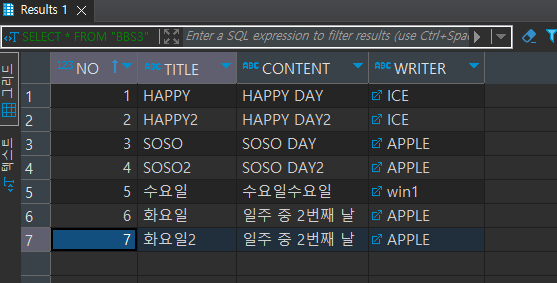 Results 1
SELECT * FROM "BBS3"
Enter a SQL expression to filter results (use Ctrl+Spa
그리드
텍스트
123 NO ABC TITLE ABC CONTENT ABC WRITER
1 1 HAPPY HAPPY DAY ICE
2 2 HAPPY2 HAPPY DAY2 ICE
3 3 SOSO SOSO DAY APPLE
4 4 SOSO2 SOSO DAY2 APPLE
5 5 수요일 수요일수요일 win1
6 6 화요일 일주 중 2번째 날 APPLE
7 7 화요일2 일주 중 2번째 날 APPLE